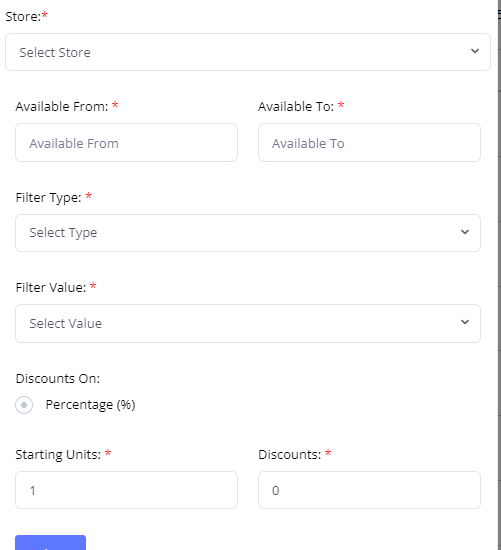 Store:*
Select Store
Available From: * Available To: *
Available From Available To
Filter Type: *
Select Type
Filter Value: *
Select Value
Discounts On:
Percentage (%)
Starting Units: * Discounts: *
1 0